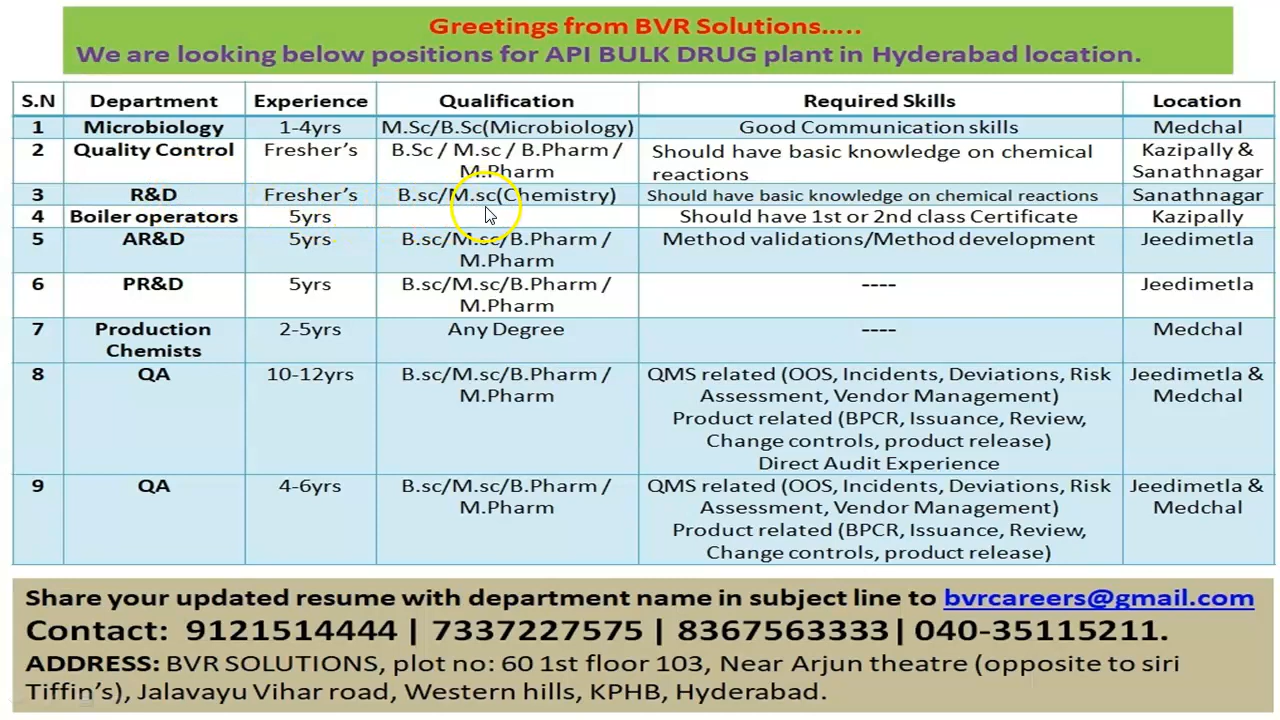 Greetings from BVR Solutions.....
We are looking below positions for API BULK DRUG plant in Hyderabad location.
S.N Department Experience Qualification Required Skills Location
1 Microbiology 1-4yrs M.Sc/B.Sc(Microbiology) Good Communication skills Medchal
2 Quality Control Fresher's B.Sc / M.sc / B.Pharm / Should have basic knowledge on chemical Kazipally &
M.Pharm reactions Sanathnagar
3 R&D Fresher's B.sc/M.sc(Chemistry) Should have basic knowledge on chemical reactions Sanathnagar
4 Boiler operators 5yrs Should have 1st or 2nd class Certificate Kazipally
5 AR&D 5yrs B.sc/M.sc/B.Pharm / Method validations/Method development Jeedimetla
M.Pharm
6 PR&D 5yrs B.sc/M.sc/B.Pharm / ---- Jeedimetla
M.Pharm
7 Production 2-5yrs Any Degree ---- Medchal
Chemists
8 QA 10-12yrs B.sc/M.sc/B.Pharm / QMS related (OOS, Incidents, Deviations, Risk Jeedimetla &
M.Pharm Assessment, Vendor Management) Medchal
Product related (BPCR, Issuance, Review,
Change controls, product release)
Direct Audit Experience
9 QA 4-6yrs B.sc/M.sc/B.Pharm / QMS related (OOS, Incidents, Deviations, Risk Jeedimetla &
M.Pharm Assessment, Vendor Management) Medchal
Product related (BPCR, Issuance, Review,
Change controls, product release)
Share your updated resume with department name in subject line to bvrcareers@gmail.com
Contact: 9121514444 | 7337227575 | 8367563333| 040-35115211.
ADDRESS: BVR SOLUTIONS, plot no: 60 1st floor 103, Near Arjun theatre (opposite to siri
Tiffin's), Jalavayu Vihar road, Western hills, KPHB, Hyderabad.